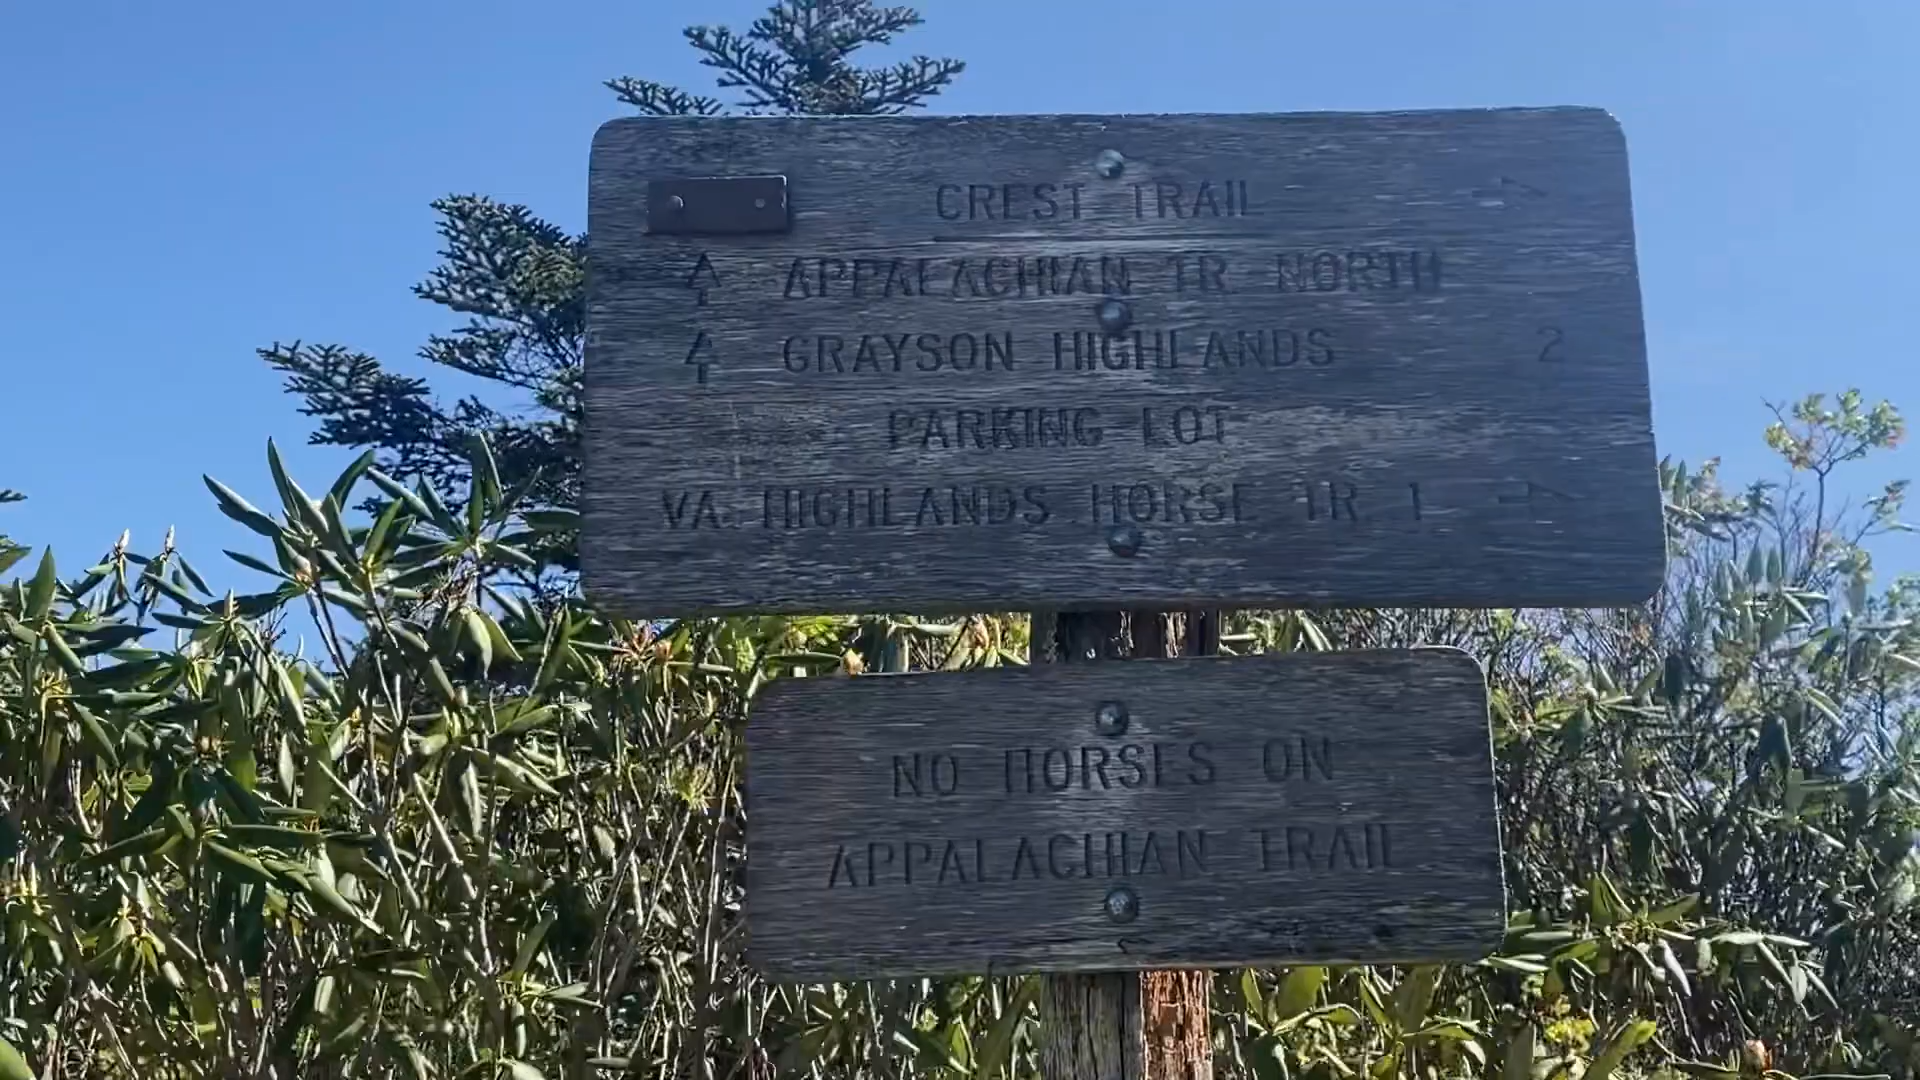 CREST TRAIL
APPALACHIAN TR. NORTH
GRAYSON HIGHLANDS 2
PARKING LOT
VA. HIGHLANDS HORSE TR. 1
NO HORSES ON
APPALACHIAN TRAIL